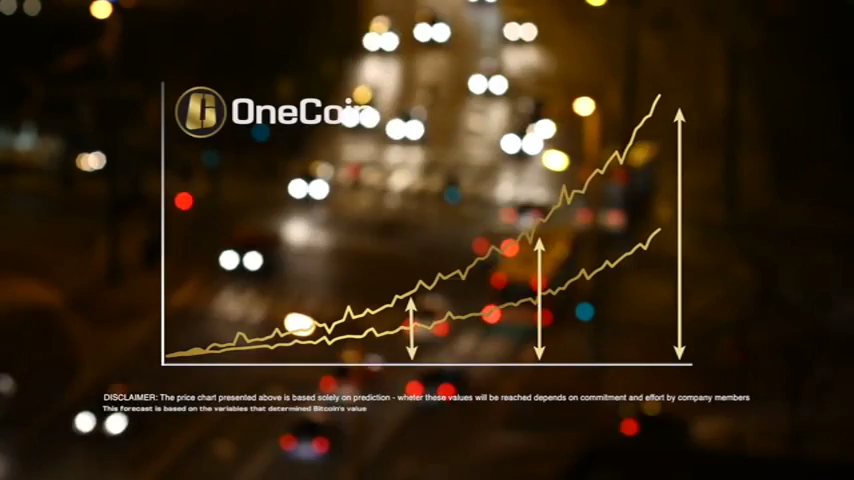 OneCoin
DISCLAIMER: The price chart presented above is based solely on prediction - wheter these values will be reached depends on commitment and effort by company members
This forecast is based on the variables that determined Bitcoin's value